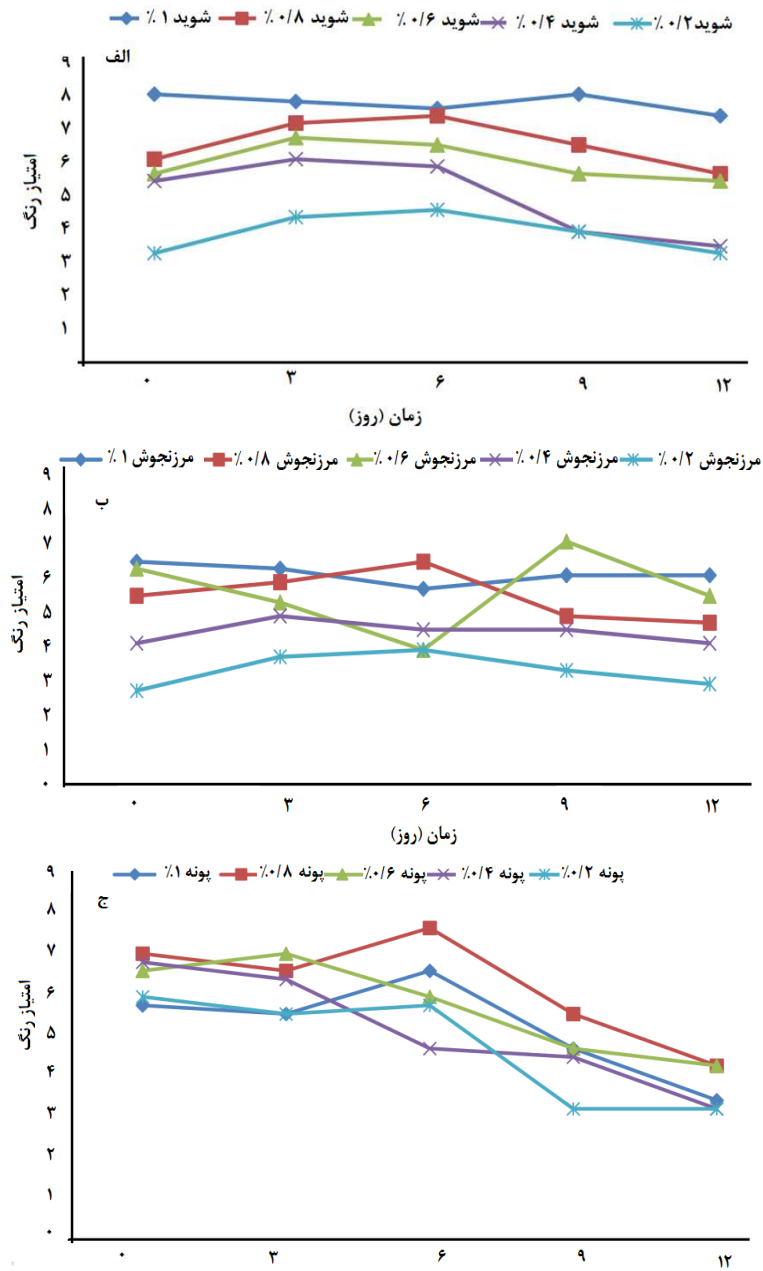 شوید ۱ ٪ شوید ۰/۸ ٪ شوید ۰/۶ ٪ شوید ۰/۴ ٪ شوید ۰/۲ ٪
الف
۹
۸
۷
۶
۵
۴
۳
۲
۱
امتیاز رنگ
۰ ۳ ۶ ۹ ۱۲
زمان (روز)
مرزنجوش ۱ ٪ مرزنجوش ۰/۸ ٪ مرزنجوش ۰/۶ ٪ مرزنجوش ۰/۴ ٪ مرزنجوش ۰/۲ ٪
ب
۹
۸
۷
۶
۵
۴
۳
۲
۱
۰
امتیاز رنگ
۰ ۳ ۶ ۹ ۱۲
زمان (روز)
پونه ۱٪ پونه ۰/۸٪ پونه ۰/۶٪ پونه ۰/۴٪ پونه ۰/۲٪
ج
۹
۸
۷
۶
۵
۴
۳
۲
۱
۰
امتیاز رنگ
۰ ۳ ۶ ۹ ۱۲